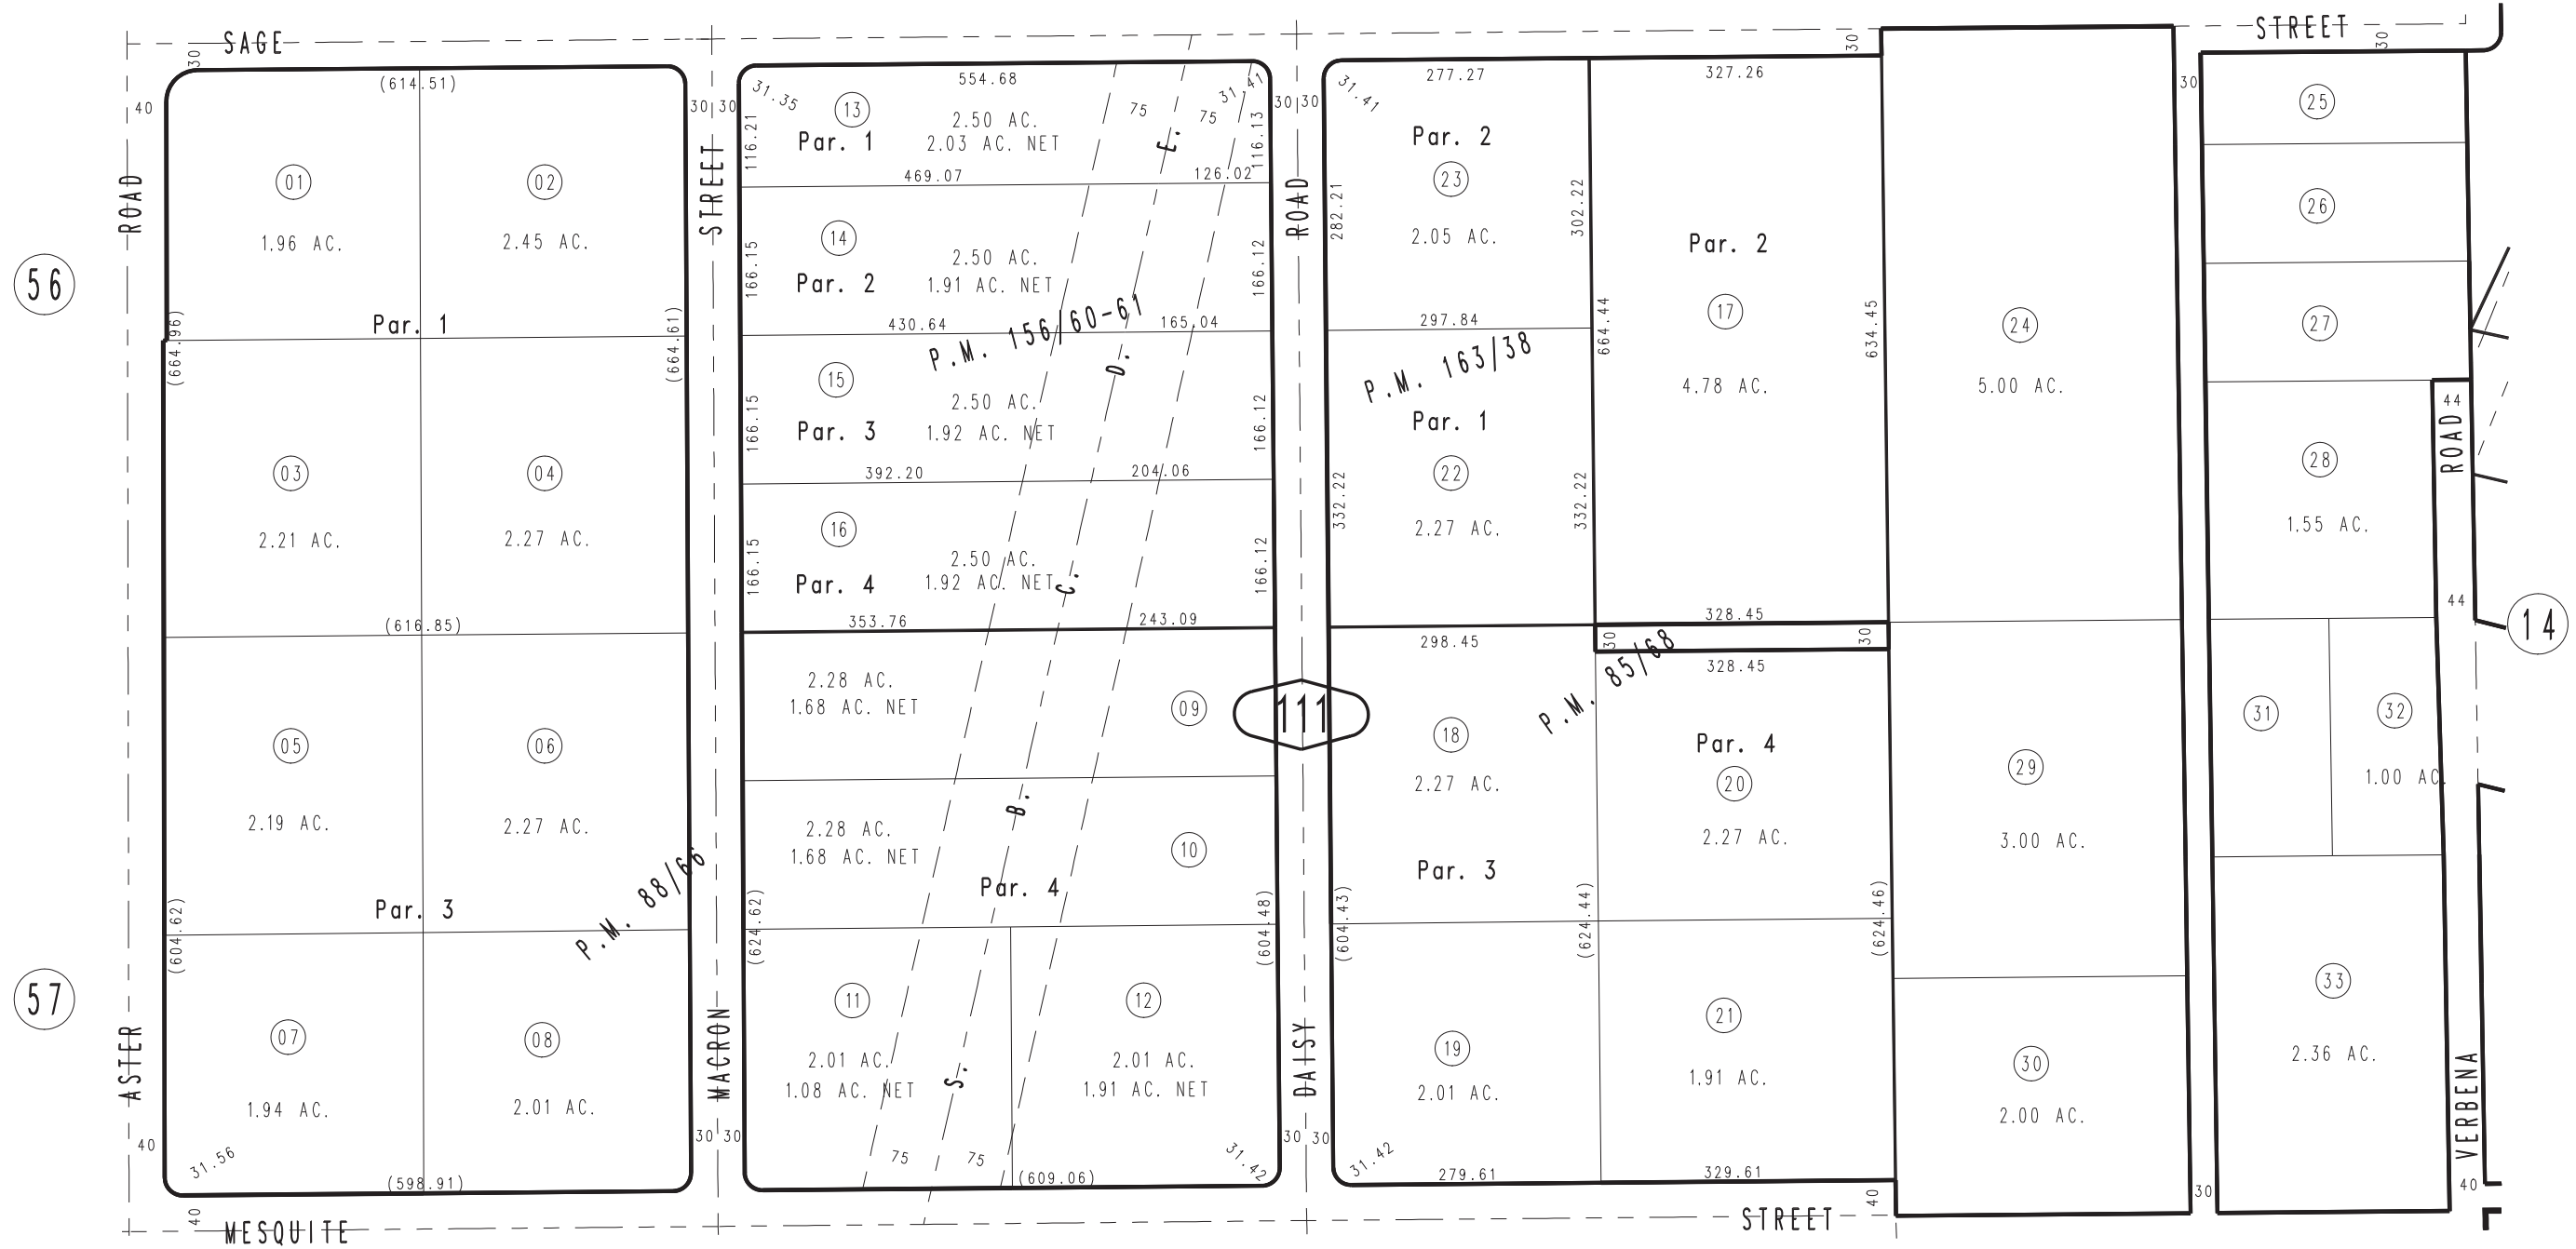 SAGE
STREET
30
(614.51)
40
ROAD
01
1.96 AC.
02
2.45 AC.
56
Par. 1
(664.96)
(664.61)
03
2.21 AC.
04
2.27 AC.
(616.85)
05
2.19 AC.
06
2.27 AC.
Par. 3
P.M. 88/66
(604.62)
57
07
1.94 AC.
08
2.01 AC.
ASTER
40
31.56
(598.91)
40
MESQUITE
30 30
STREET
MACRON
30 30
31.35
554.68
31.41
13
Par. 1
2.50 AC.
2.03 AC. NET
75
75
116.21
116.13
469.07
126.02
14
Par. 2
2.50 AC.
1.91 AC. NET
166.15
166.12
430.64
165.04
P.M. 156/60-61
15
Par. 3
2.50 AC.
1.92 AC. NET
166.15
166.12
392.20
204.06
16
Par. 4
2.50 AC.
1.92 AC. NET
166.15
166.12
353.76
243.09
S. B. C. D. E.
2.28 AC.
1.68 AC. NET
09
2.28 AC.
1.68 AC. NET
10
Par. 4
(624.62)
(604.48)
11
2.01 AC.
1.08 AC. NET
12
2.01 AC.
1.91 AC. NET
75
75
(609.06)
31.42
30 30
ROAD
111
DAISY
30 30
31.41
277.27
Par. 2
23
2.05 AC.
282.21
302.22
297.84
P.M. 163/38
Par. 1
22
2.27 AC.
332.22
332.22
298.45
30
327.26
Par. 2
17
4.78 AC.
664.44
634.45
328.45
30
30
328.45
P.M. 85/68
18
2.27 AC.
Par. 3
Par. 4
20
2.27 AC.
(604.43)
(624.44)
(624.46)
19
2.01 AC.
21
1.91 AC.
31.42
279.61
329.61
40
STREET
24
5.00 AC.
29
3.00 AC.
30
2.00 AC.
30
30
30
25
26
27
28
1.55 AC.
44
ROAD
44
14
31
32
1.00 AC.
33
2.36 AC.
VERBENA
40